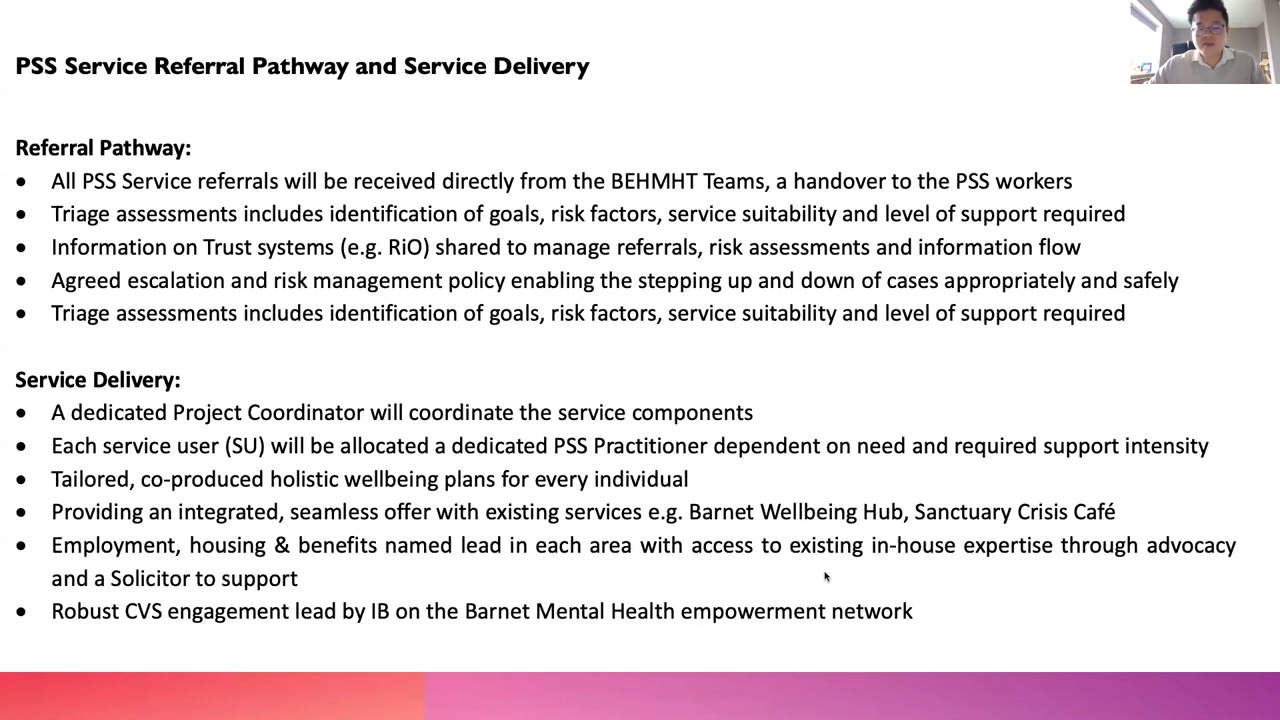 PSS Service Referral Pathway and Service Delivery
Referral Pathway:
• All PSS Service referrals will be received directly from the BEHMHT Teams, a handover to the PSS workers
• Triage assessments includes identification of goals, risk factors, service suitability and level of support required
• Information on Trust systems (e.g. RiO) shared to manage referrals, risk assessments and information flow
• Agreed escalation and risk management policy enabling the stepping up and down of cases appropriately and safely
• Triage assessments includes identification of goals, risk factors, service suitability and level of support required
Service Delivery:
• A dedicated Project Coordinator will coordinate the service components
• Each service user (SU) will be allocated a dedicated PSS Practitioner dependent on need and required support intensity
• Tailored, co-produced holistic wellbeing plans for every individual
• Providing an integrated, seamless offer with existing services e.g. Barnet Wellbeing Hub, Sanctuary Crisis Café
• Employment, housing & benefits named lead in each area with access to existing in-house expertise through advocacy
and a Solicitor to support
• Robust CVS engagement lead by IB on the Barnet Mental Health empowerment network